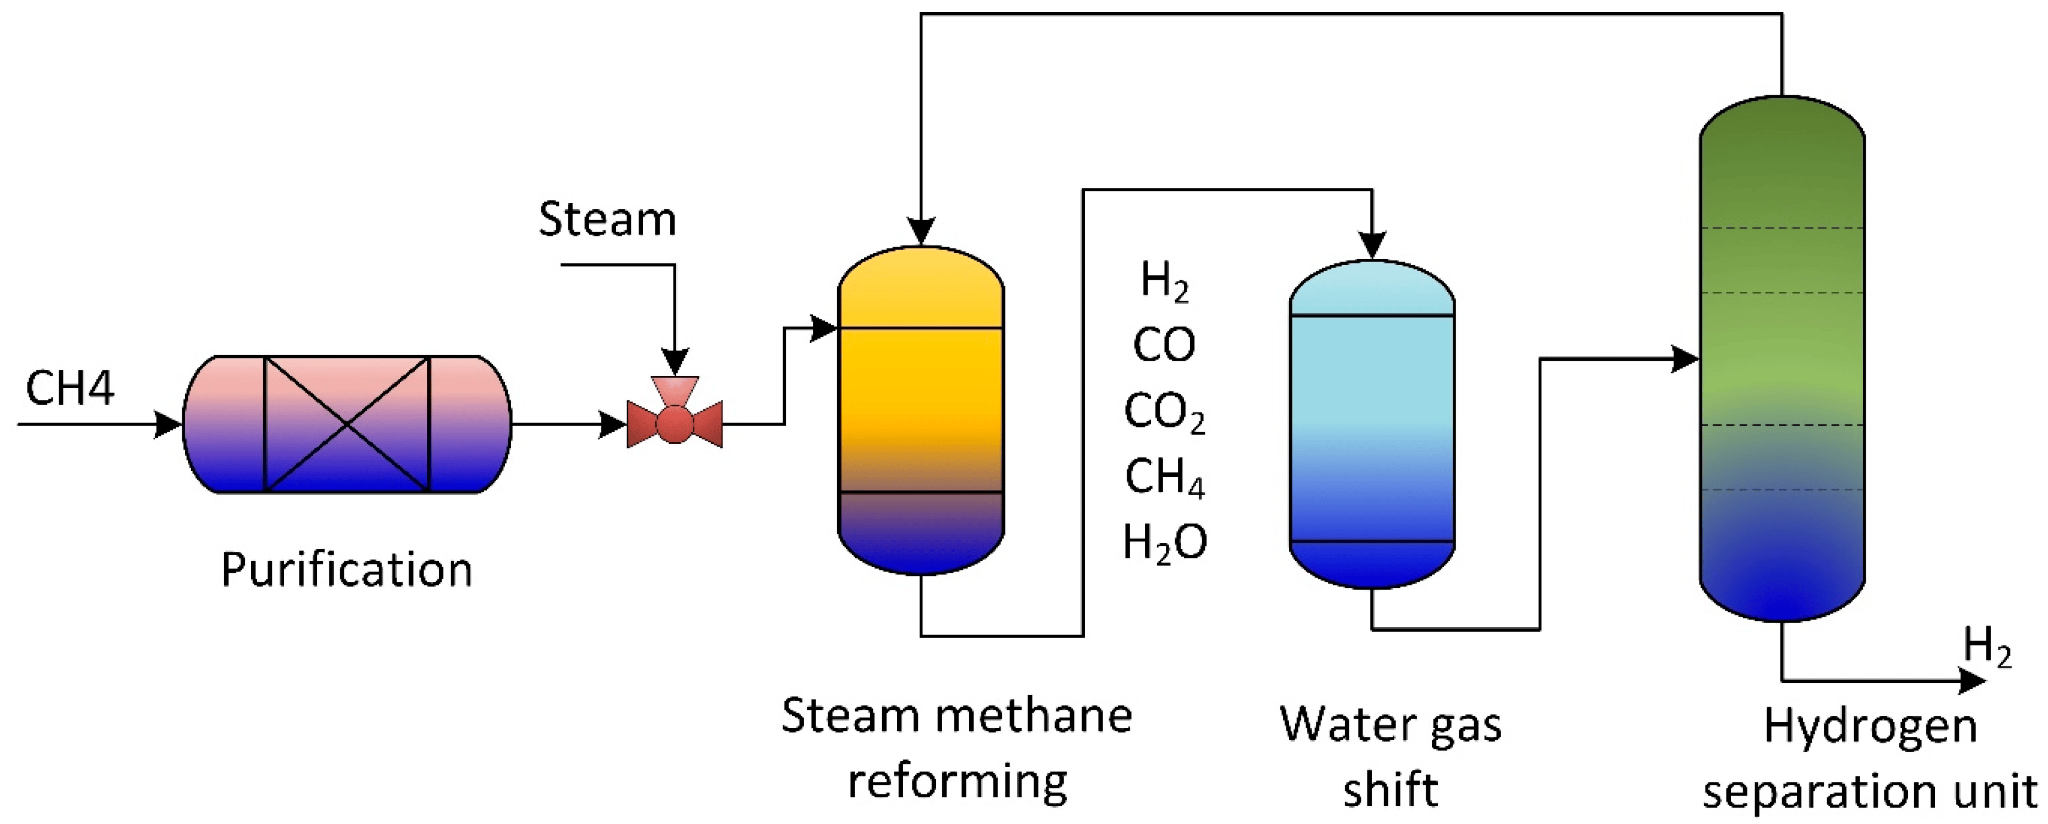 CH4
Purification
Steam
Steam methane
reforming
H₂
CO
CO₂
CH₄
H₂O
Water gas
shift
H₂
Hydrogen
separation unit